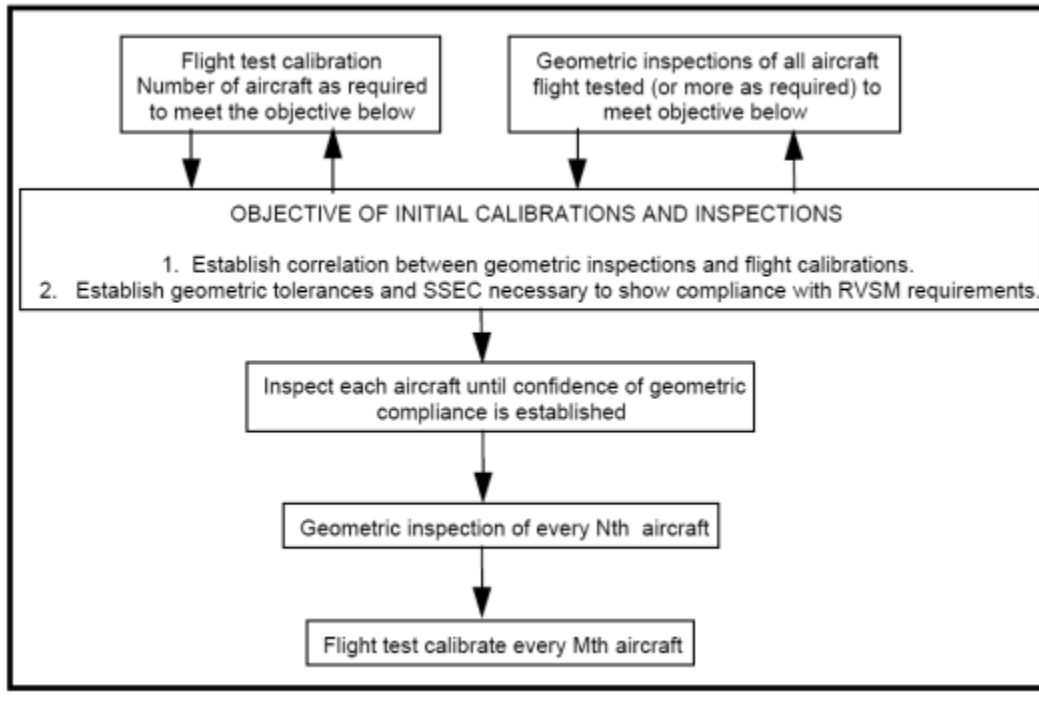 Flight test calibration
Number of aircraft as required
to meet the objective below
Geometric inspections of all aircraft
flight tested (or more as required) to
meet objective below
OBJECTIVE OF INITIAL CALIBRATIONS AND INSPECTIONS
1. Establish correlation between geometric inspections and flight calibrations.
2. Establish geometric tolerances and SSEC necessary to show compliance with RVSM requirements.
Inspect each aircraft until confidence of geometric
compliance is established
Geometric inspection of every Nth aircraft
Flight test calibrate every Mth aircraft